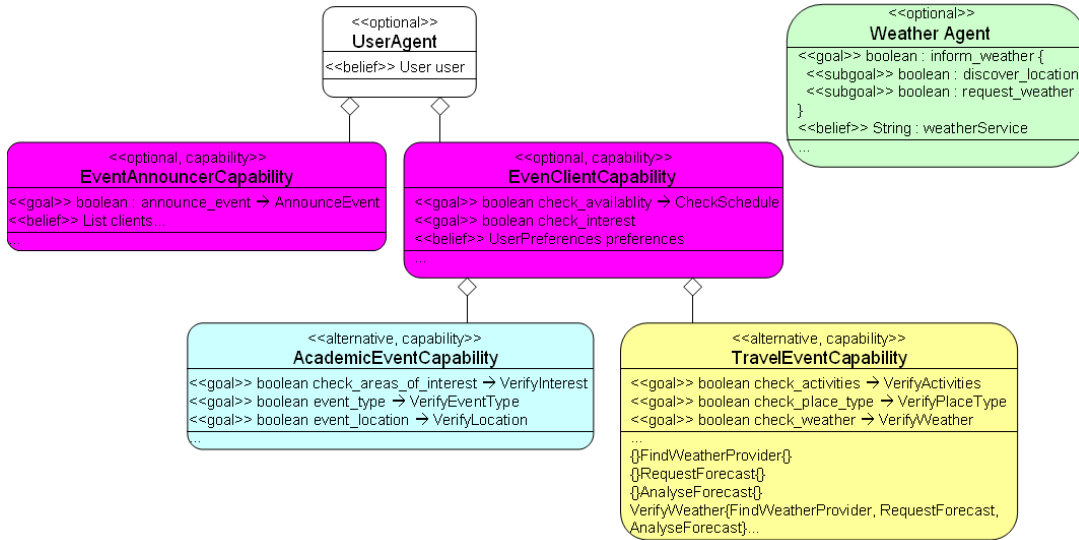 <<optional>>
UserAgent
<<belief>> User user
<<optional>>
Weather Agent
<<goal>> boolean : inform_weather {
<<subgoal>> boolean : discover_location
<<subgoal>> boolean : request_weather
}
<<belief>> String : weatherService
...
<<optional, capability>>
EventAnnouncerCapability
<<goal>> boolean : announce_event → AnnounceEvent
<<belief>> List clients...
...
<<optional, capability>>
EvenClientCapability
<<goal>> boolean check_availablity → CheckSchedule
<<goal>> boolean check_interest
<<belief>> UserPreferences preferences
...
<<alternative, capability>>
AcademicEventCapability
<<goal>> boolean check_areas_of_interest → VerifyInterest
<<goal>> boolean event_type → VerifyEventType
<<goal>> boolean event_location → VerifyLocation
...
<<alternative, capability>>
TravelEventCapability
<<goal>> boolean check_activities → VerifyActivities
<<goal>> boolean check_place_type → VerifyPlaceType
<<goal>> boolean check_weather → VerifyWeather
...
{}FindWeatherProvider{}
{}RequestForecast{}
{}AnalyseForecast{}
VerifyWeather{FindWeatherProvider, RequestForecast,
AnalyseForecast}...